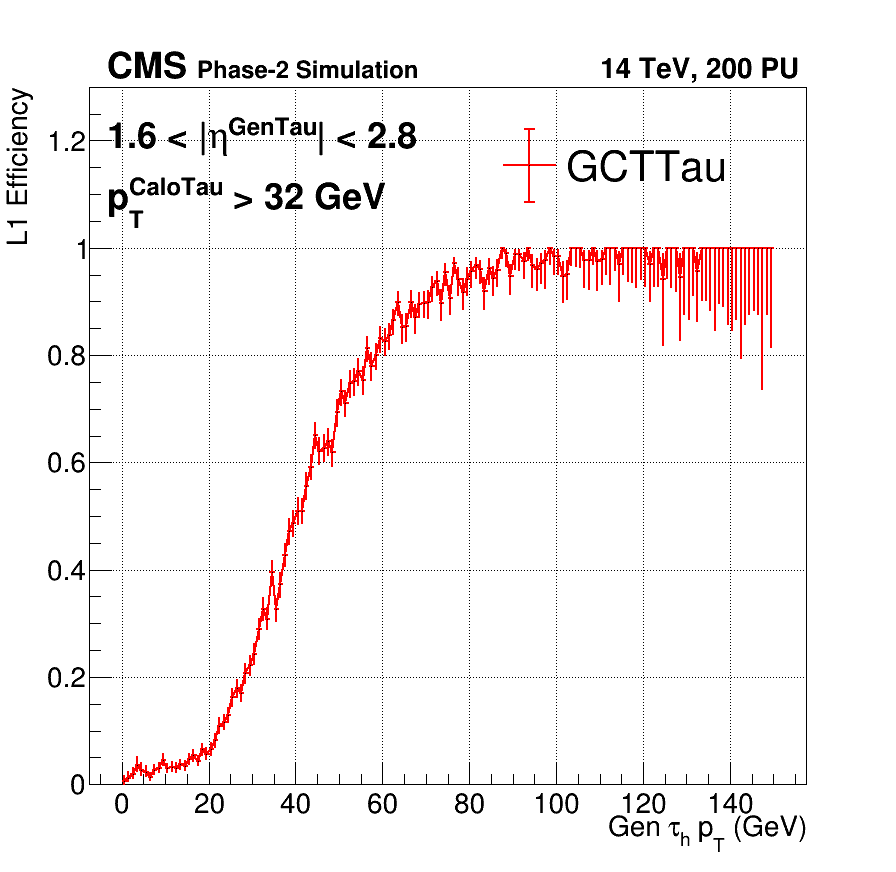 CMS Phase-2 Simulation 14 TeV, 200 PU
1.6 < |η^GenTau| < 2.8
p_T^CaloTau > 32 GeV
GCTTau
L1 Efficiency
1.2
1
0.8
0.6
0.4
0.2
0
0 20 40 60 80 100 120 140
Gen τ_h p_T (GeV)